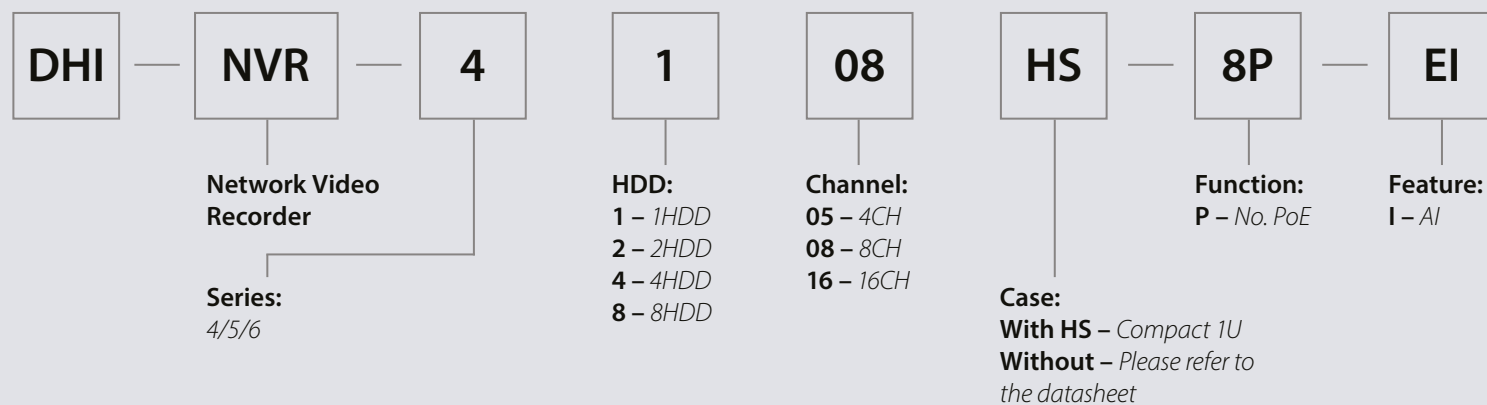 DHI — NVR — 4 1 08 HS — 8P — EI
Network Video
Recorder
Series:
4/5/6
HDD:
1 – 1HDD
2 – 2HDD
4 – 4HDD
8 – 8HDD
Channel:
05 – 4CH
08 – 8CH
16 – 16CH
Case:
With HS – Compact 1U
Without – Please refer to
the datasheet
Function:
P – No. PoE
Feature:
I – AI